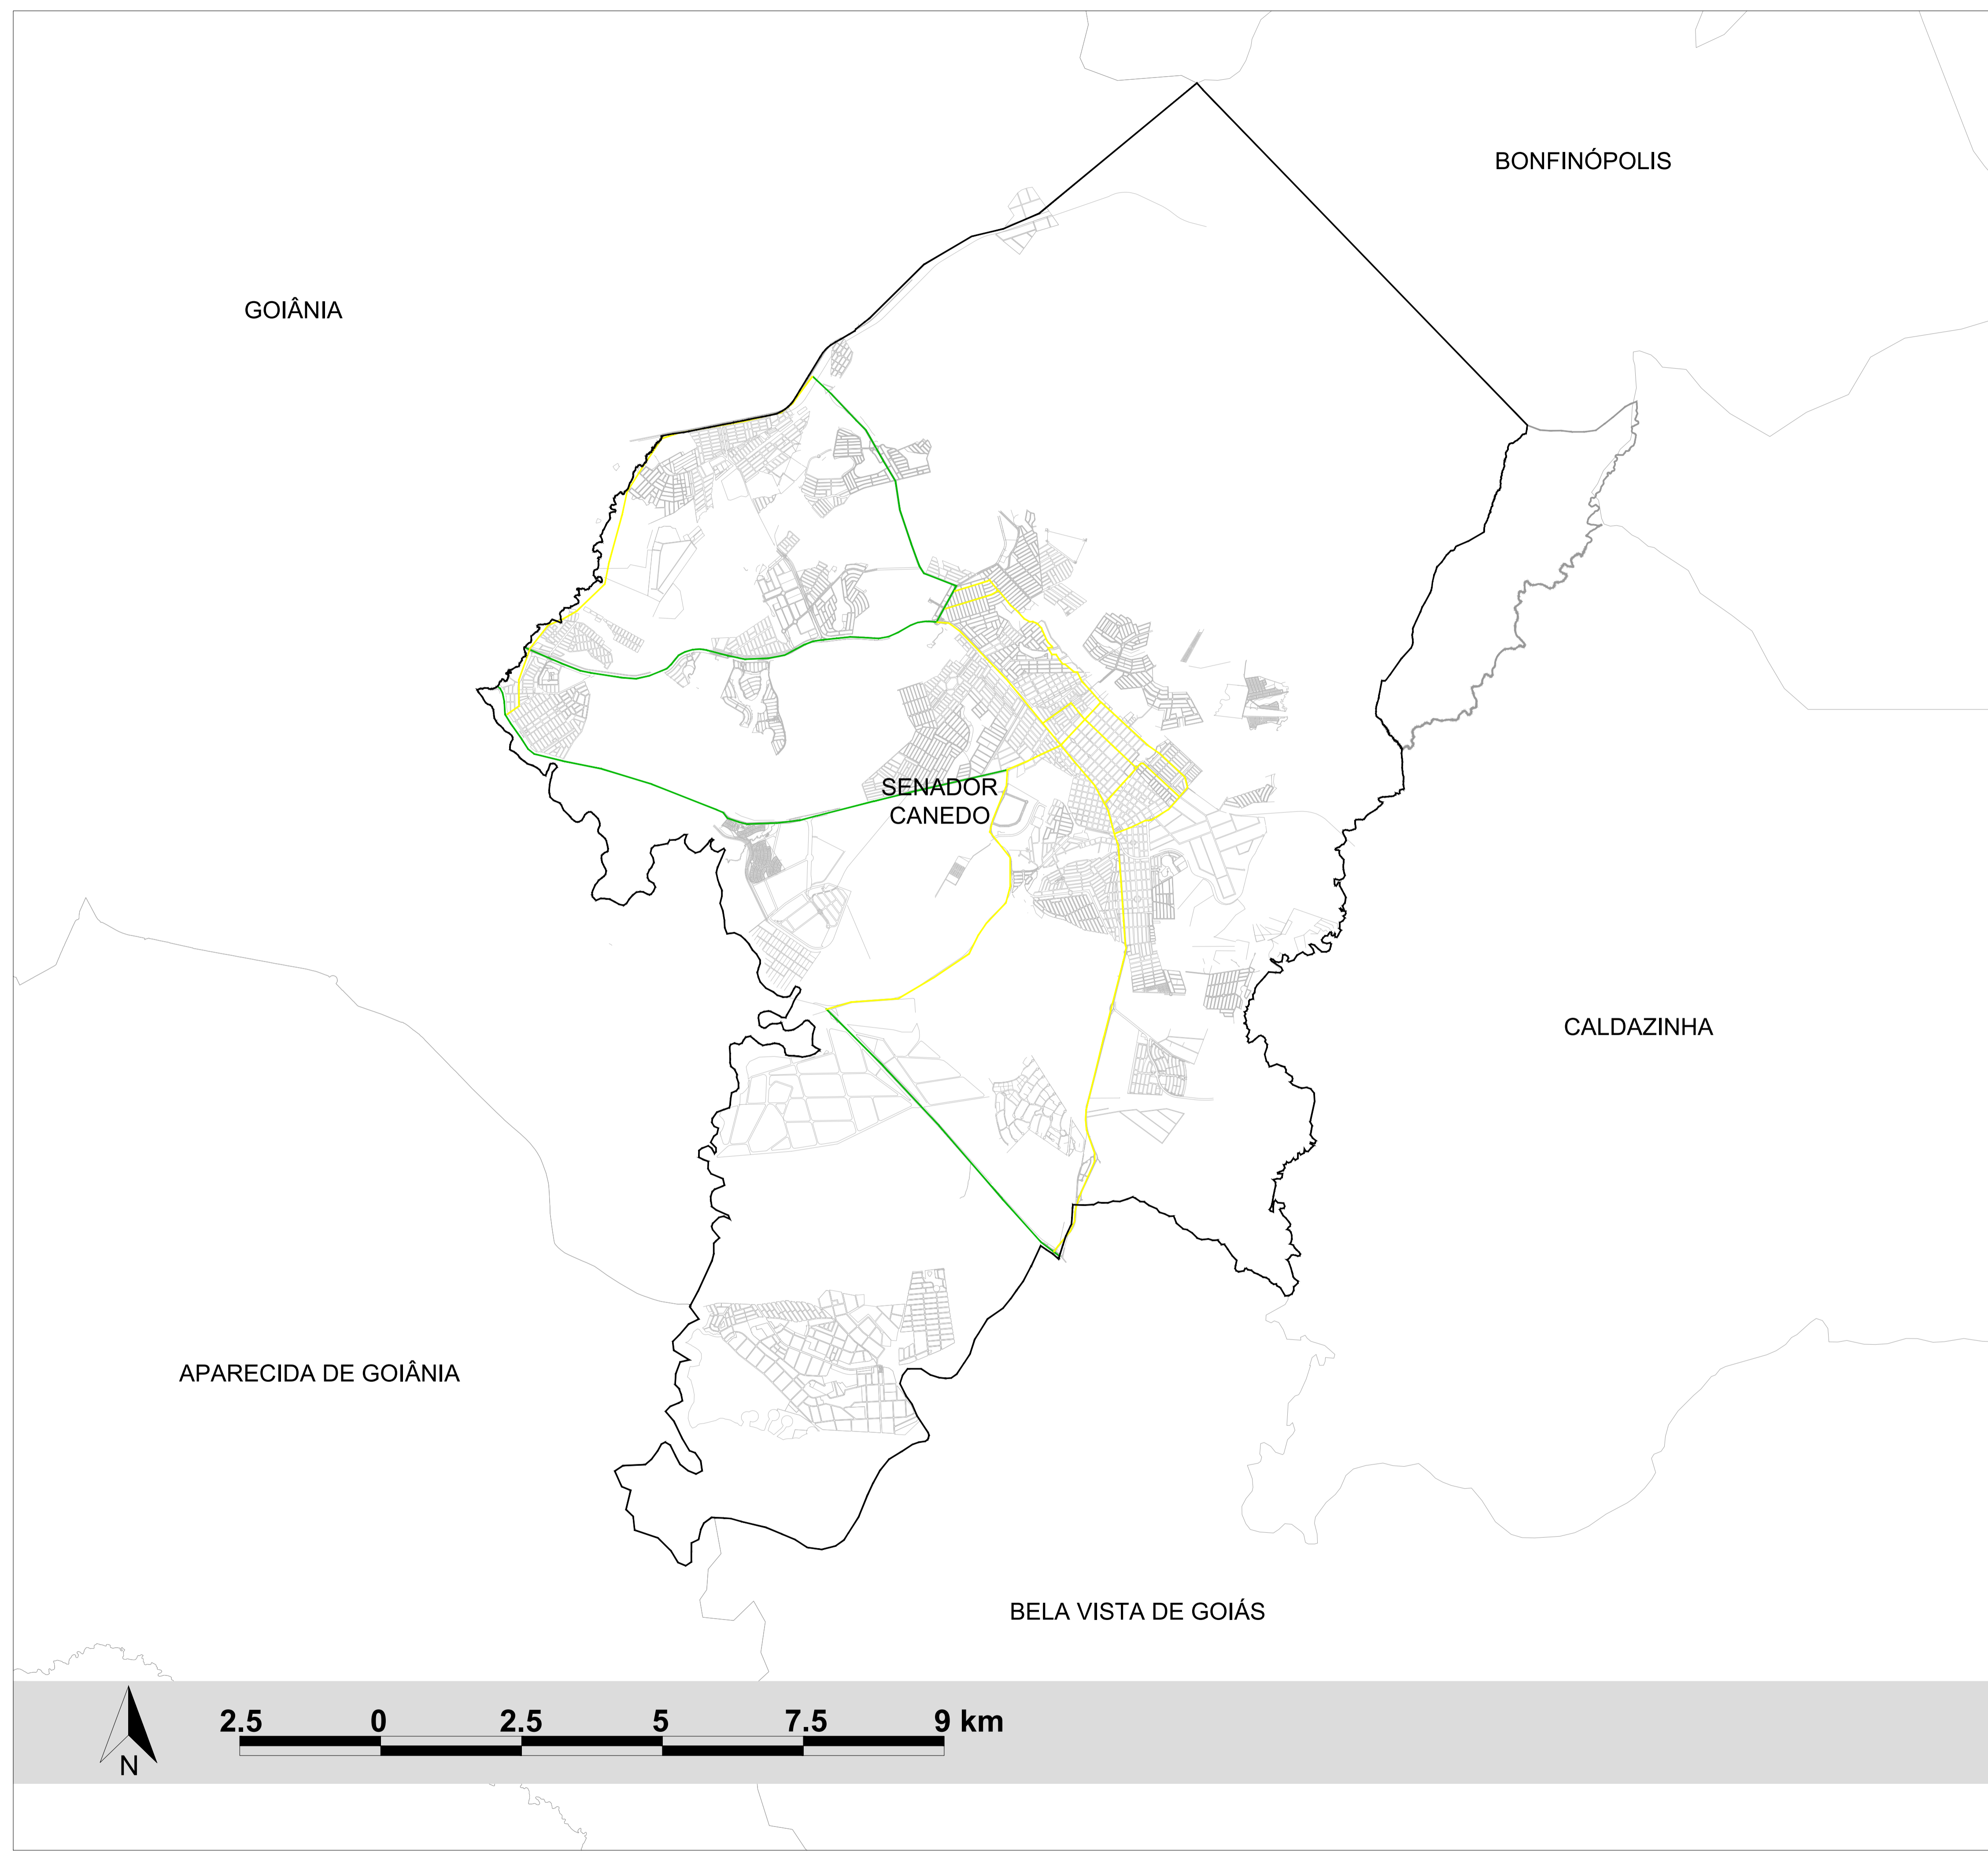 BONFINÓPOLIS
GOIÂNIA
SENADOR
CANEDO
CALDAZINHA
APARECIDA DE GOIÂNIA
BELA VISTA DE GOIÁS
2.5 0 2.5 5 7.5 9 km
N